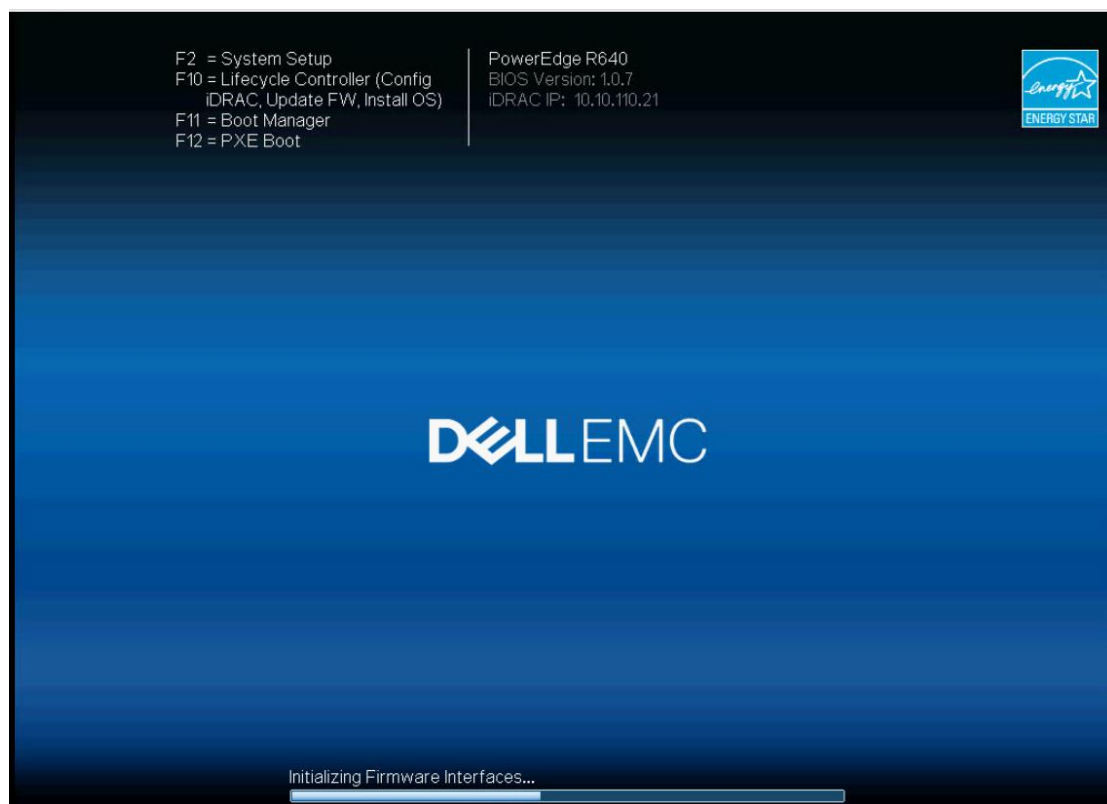 F2 = System Setup
F10 = Lifecycle Controller (Config
iDRAC, Update FW, Install OS)
F11 = Boot Manager
F12 = PXE Boot
PowerEdge R640
BIOS Version: 1.0.7
iDRAC IP: 10.10.110.21
energy
ENERGY STAR
DELLEMC
Initializing Firmware Interfaces...